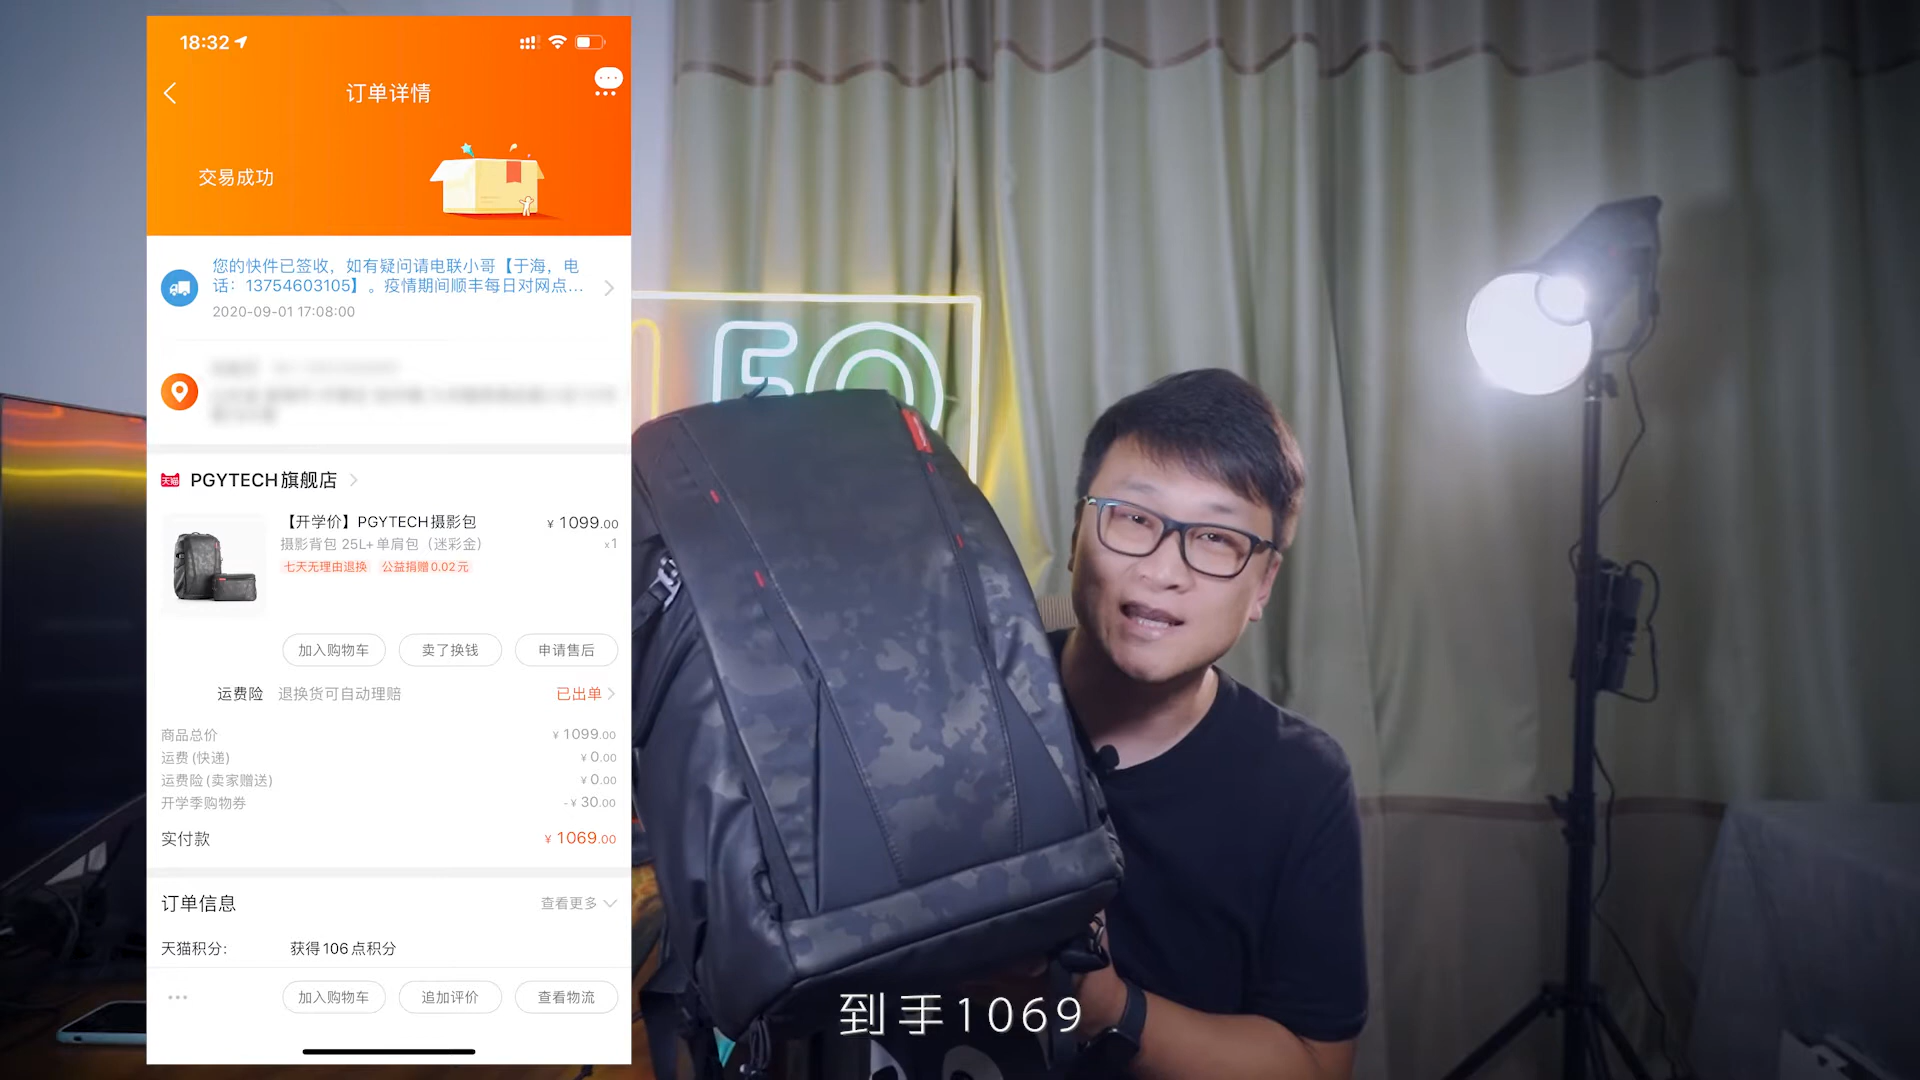 18:32
订单详情
交易成功
您的快件已签收，如有疑问请电联小哥【于海，电
话：13754603105】。疫情期间顺丰每日对网点...
2020-09-01 17:08:00
天猫 PGYTECH旗舰店
【开学价】PGYTECH摄影包 ¥ 1099.00
摄影背包 25L+单肩包（迷彩金） x1
七天无理由退换 公益捐赠0.02元
加入购物车 卖了换钱 申请售后
运费险 退换货可自动理赔 已出单
商品总价 ¥ 1099.00
运费 (快递) ¥ 0.00
运费险 (卖家赠送) ¥ 0.00
开学季购物券 -¥ 30.00
实付款 ¥ 1069.00
订单信息 查看更多
天猫积分: 获得106点积分
加入购物车 追加评价 查看物流
到手1069